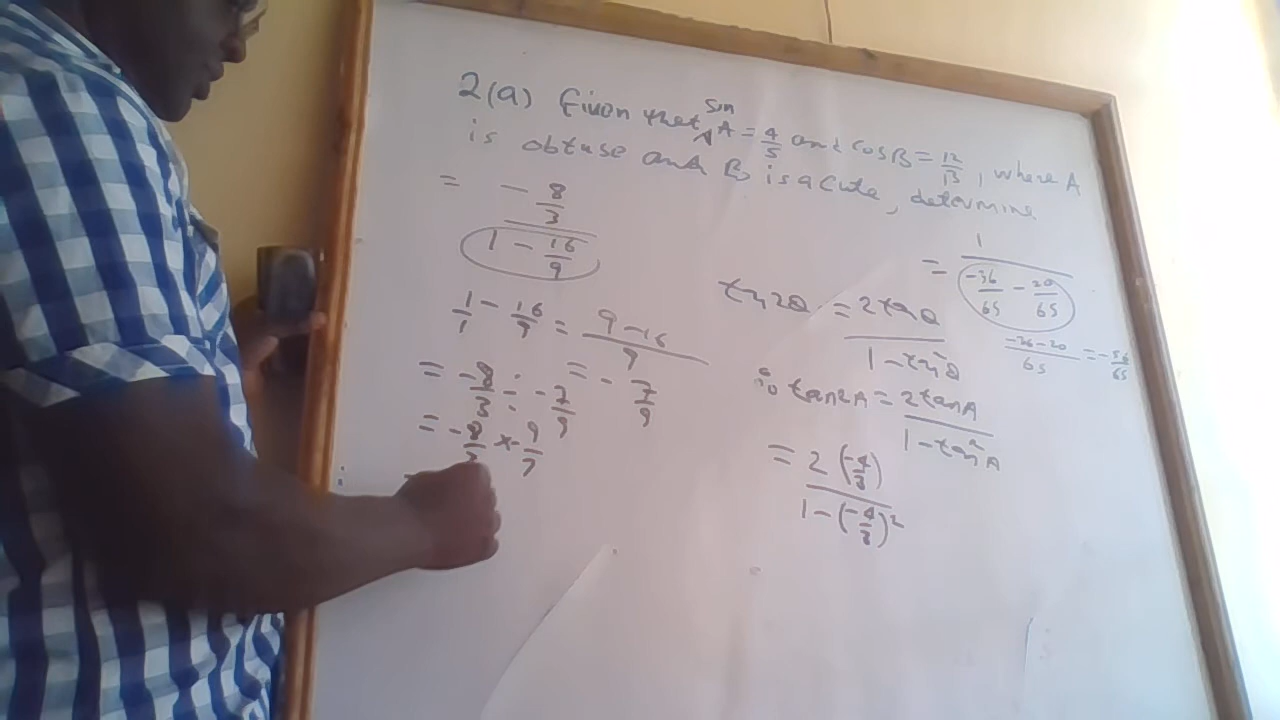 2(a) Given that sin A = 4/5 and cos B = 12/13, where A
is obtuse and B is acute, determine
= (-8/3)/(1 - 16/9)
1/1 - 16/9 = (9-16)/9
= -7/9
= -8/3 ÷ -7/9
= -8/3 × -9/7
=
tan2θ = 2tanθ/(1 - tan²θ)
∴ tan2A = 2tanA/(1 - tan²A)
= 2(-4/3)/(1 - (-4/3)²)
= 1/(-36/65 - 20/65)
(-36-20)/65 = -56/65